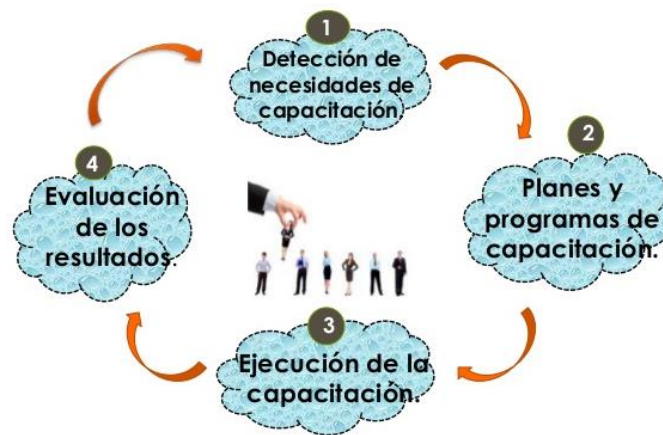 1
Detección de
necesidades de
capacitación.
2
Planes y
programas de
capacitación.
3
Ejecución de la
capacitación.
4
Evaluación
de los
resultados.